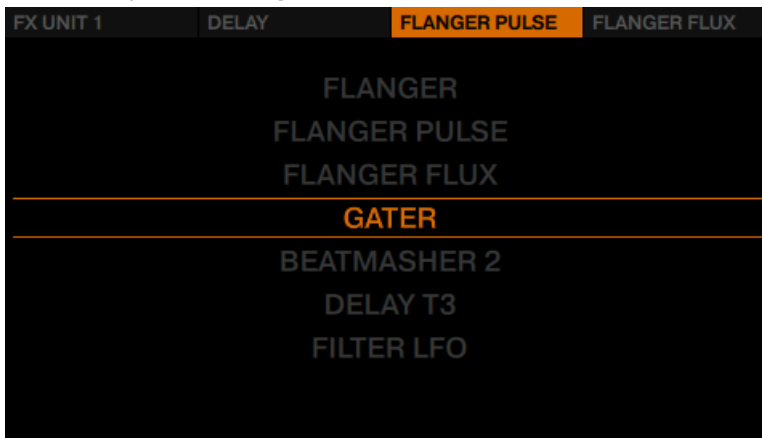 FX UNIT 1 DELAY FLANGER PULSE FLANGER FLUX
FLANGER
FLANGER PULSE
FLANGER FLUX
GATER
BEATMASHER 2
DELAY T3
FILTER LFO